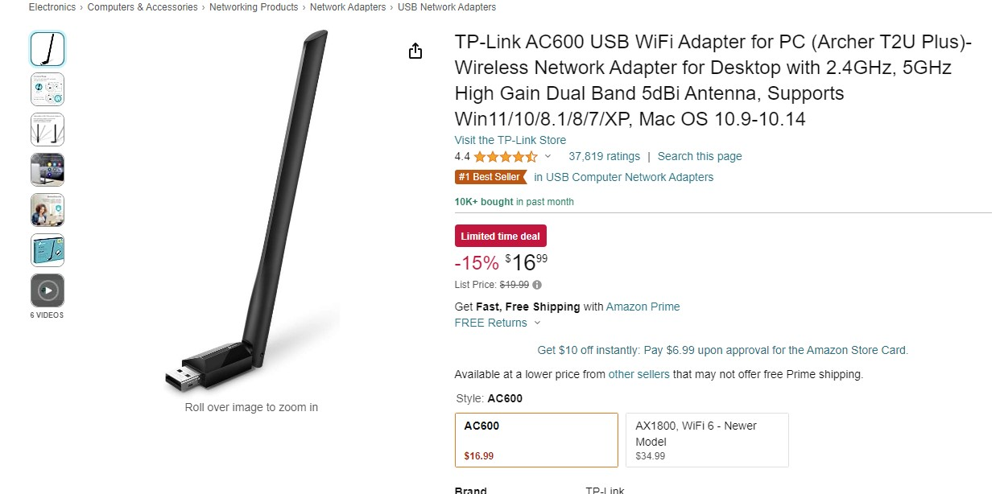 Electronics › Computers & Accessories › Networking Products › Network Adapters › USB Network Adapters
6 VIDEOS
Roll over image to zoom in
TP-Link AC600 USB WiFi Adapter for PC (Archer T2U Plus)-
Wireless Network Adapter for Desktop with 2.4GHz, 5GHz
High Gain Dual Band 5dBi Antenna, Supports
Win11/10/8.1/8/7/XP, Mac OS 10.9-10.14
Visit the TP-Link Store
4.4 37,819 ratings | Search this page
#1 Best Seller in USB Computer Network Adapters
10K+ bought in past month
Limited time deal
-15% $16 99
List Price: $19.99
Get Fast, Free Shipping with Amazon Prime
FREE Returns
Get $10 off instantly: Pay $6.99 upon approval for the Amazon Store Card.
Available at a lower price from other sellers that may not offer free Prime shipping.
Style: AC600
AC600
$16.99
AX1800, WiFi 6 - Newer
Model
$34.99
Brand TP-Link